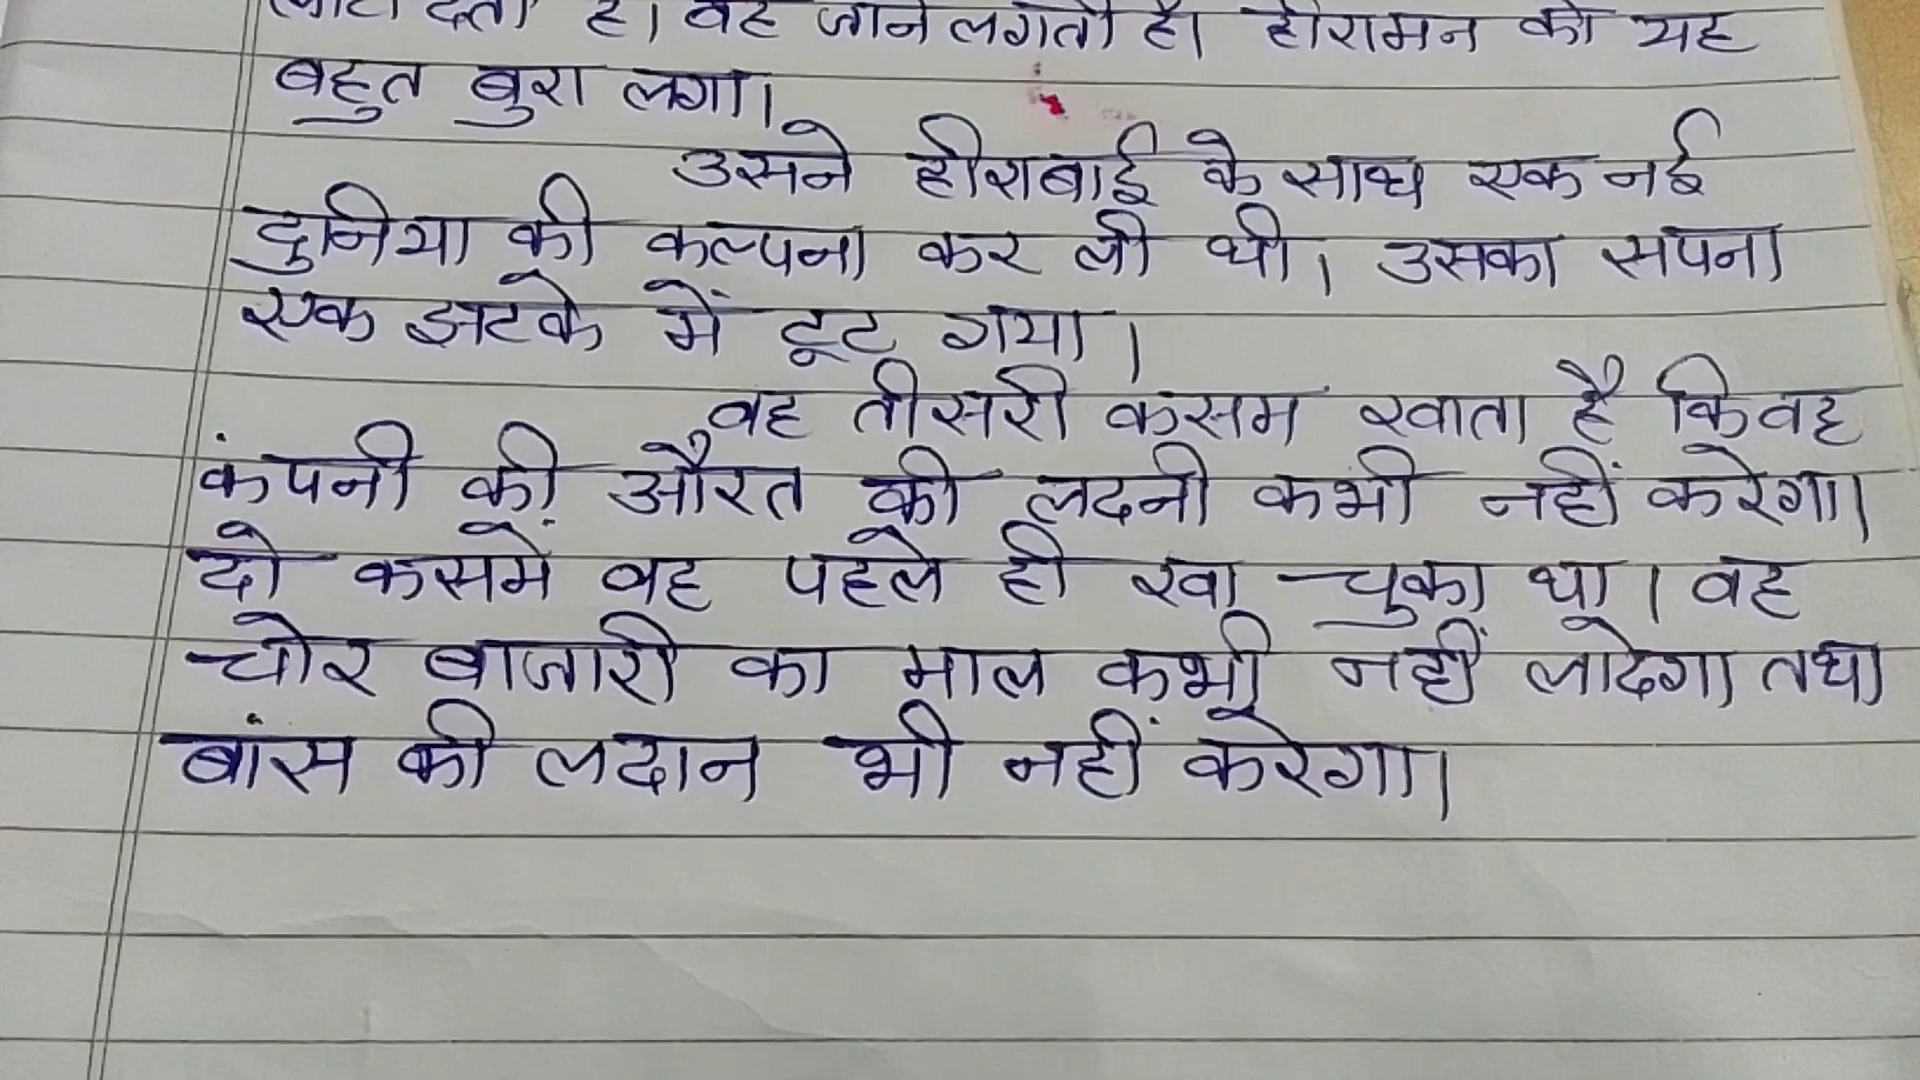 लौटा देती है। वह जाने लगती है। हीरामन को यह
बहुत बुरा लगा।
उसने हीराबाई के साथ एक नई
दुनिया की कल्पना कर ली थी। उसका सपना
एक झटके में टूट गया।
वह तीसरी कसम खाता है कि वह
कंपनी की औरत की लदनी कभी नहीं करेगा।
दो कसमें वह पहले ही खा चुका था। वह
चोर बाजारी का माल कभी नहीं लादेगा तथा
बांस की लदान भी नहीं करेगा।